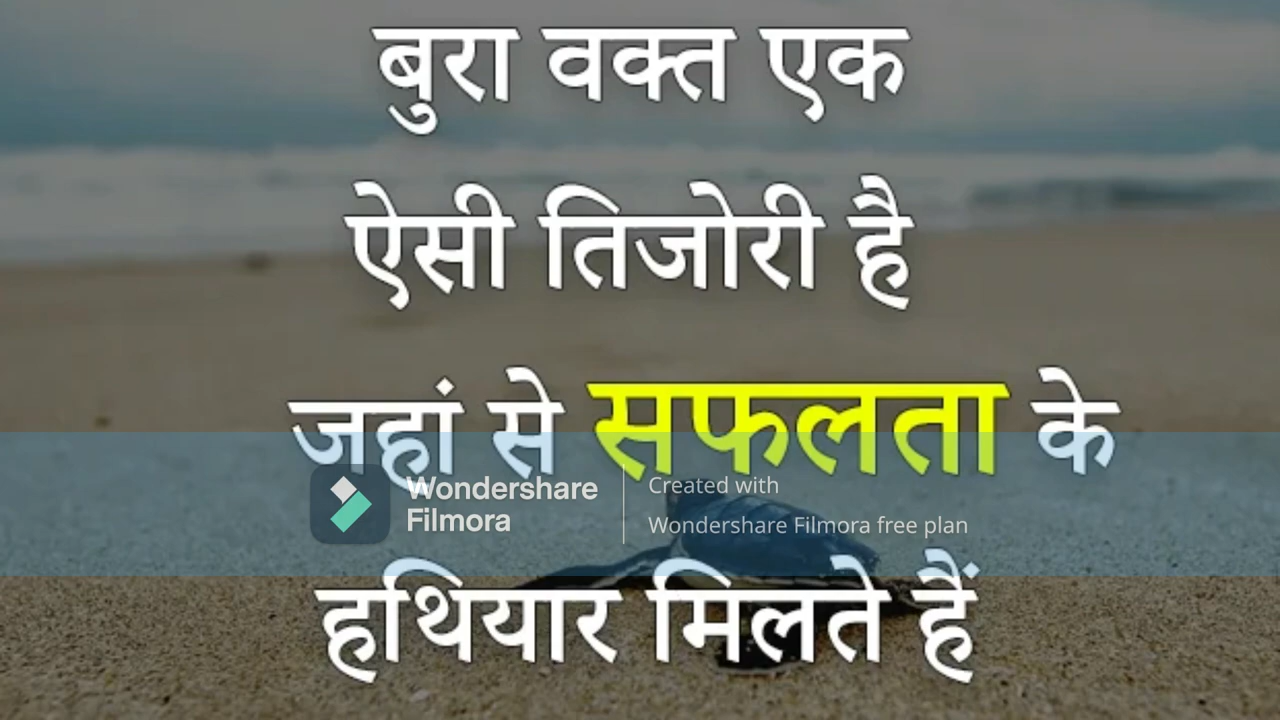 बुरा वक्त एक
ऐसी तिजोरी है
जहां से सफलता के
Wondershare
Filmora
Created with
Wondershare Filmora free plan
हथियार मिलते हैं